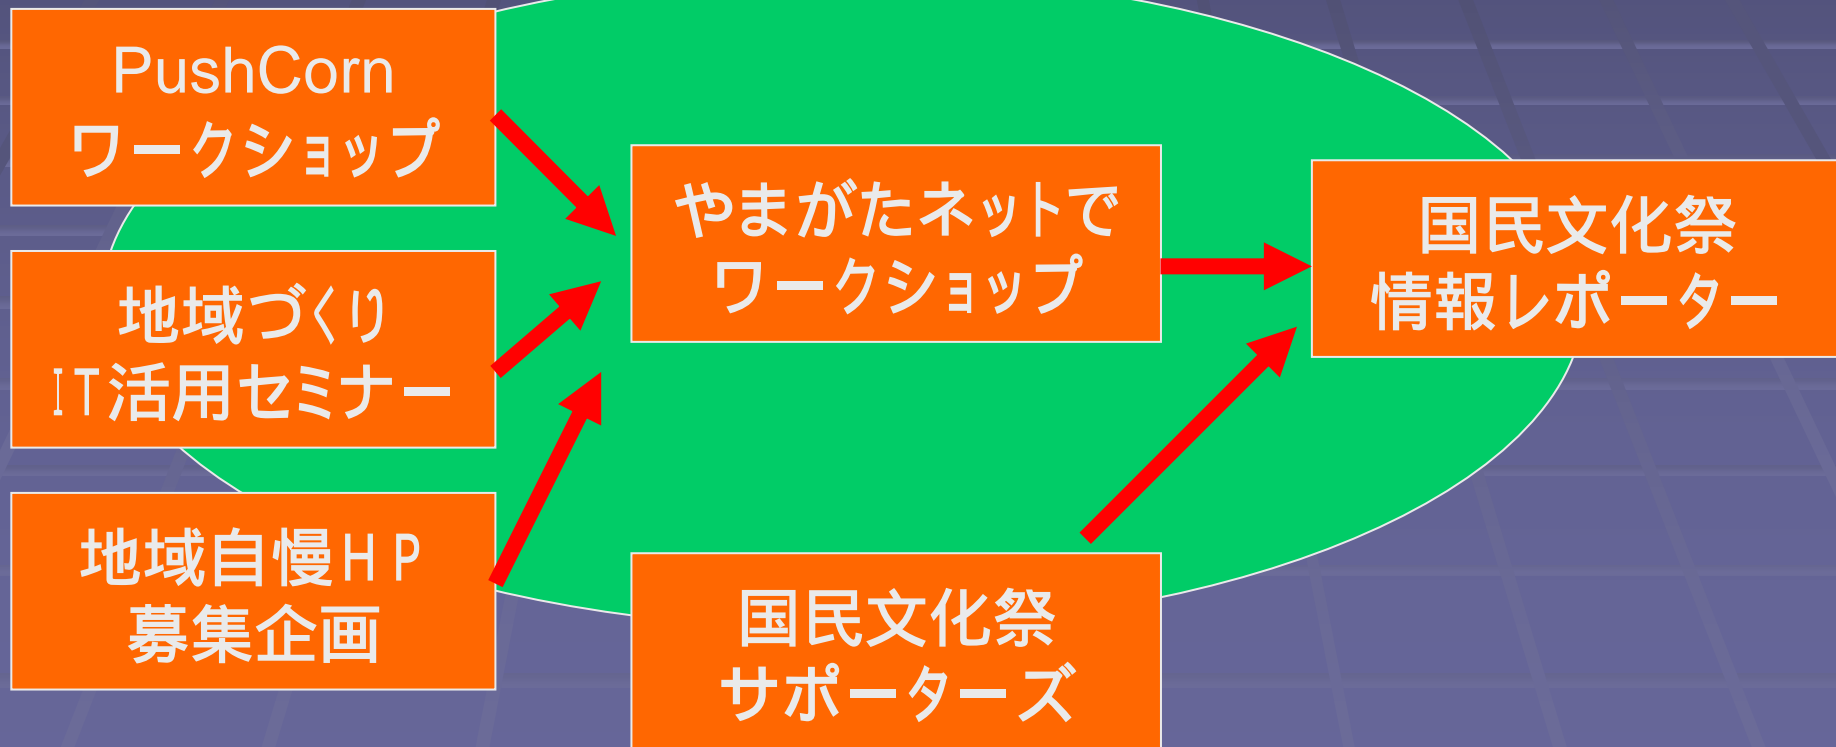 PushCorn
ワークショップ
地域づくり
IT活用セミナー
地域自慢ＨＰ
募集企画
やまがたネットで
ワークショップ
国民文化祭
サポーターズ
国民文化祭
情報レポーター